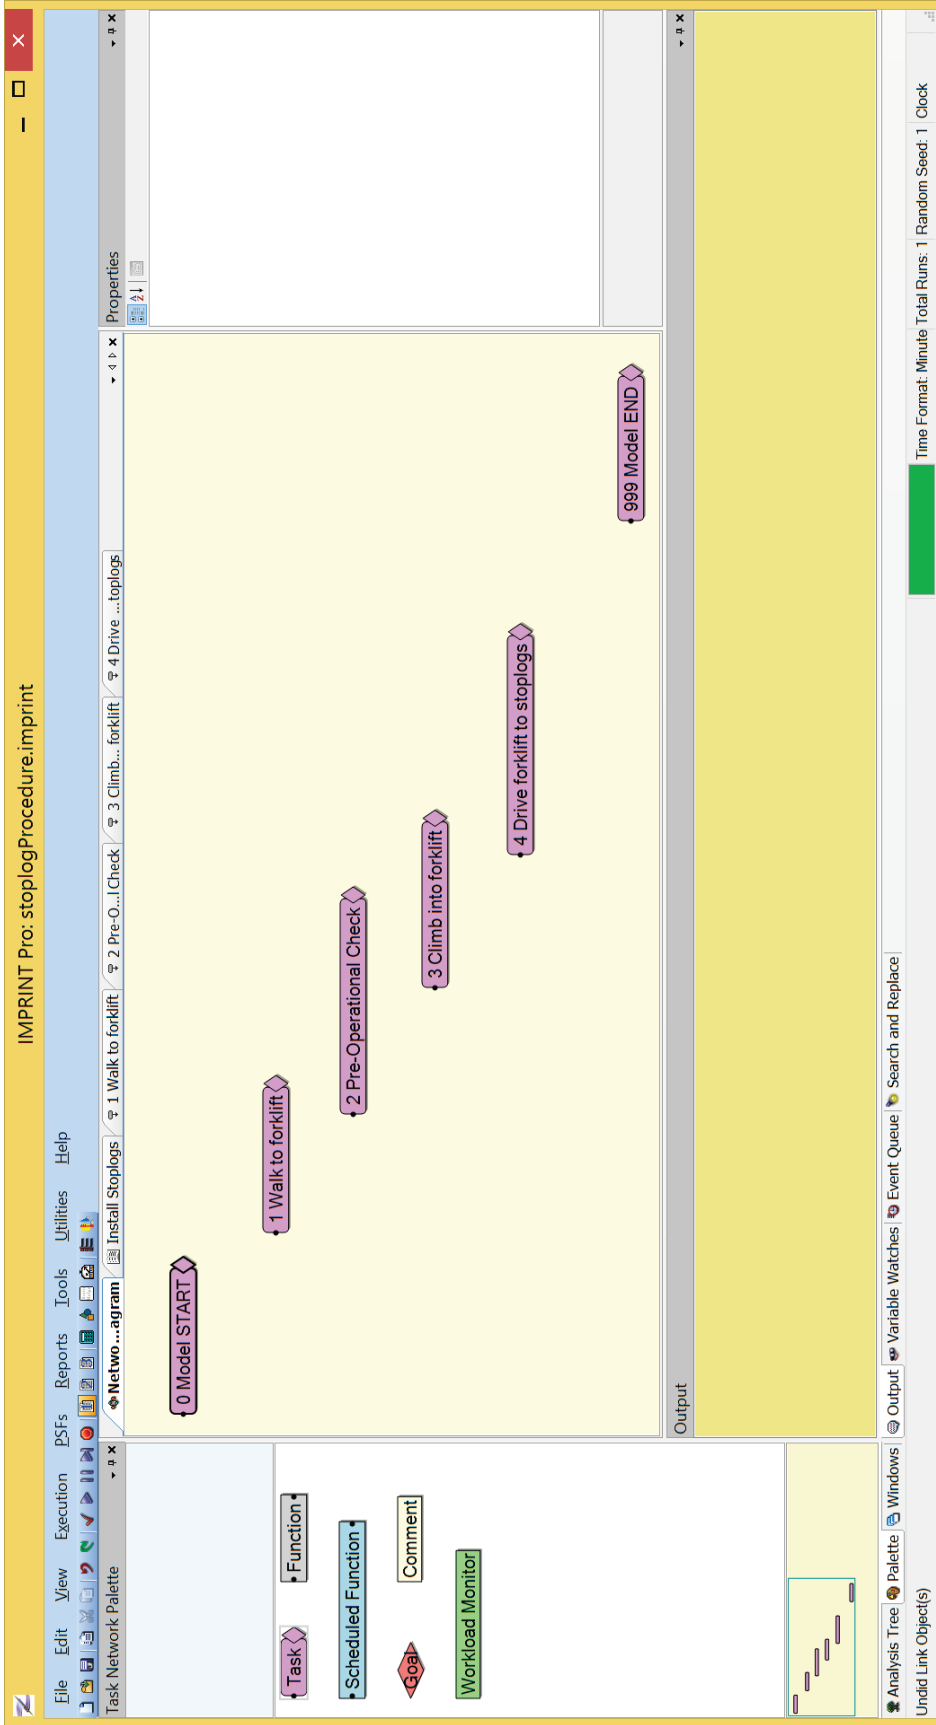 IMPRINT Pro: stoplogProcedure.imprint
File Edit View Execution PSFs Reports Tools Utilities Help
Task Network Palette
Netwo...agram
Install Stoplogs
1 Walk to forklift
2 Pre-O...l Check
3 Climb... forklift
4 Drive ...toplogs
Properties
Task
Function
Scheduled Function
Goal
Comment
Workload Monitor
0 Model START
1 Walk to forklift
2 Pre-Operational Check
3 Climb into forklift
4 Drive forklift to stoplogs
999 Model END
Output
Analysis Tree Palette Windows
Output Variable Watches Event Queue Search and Replace
Undid Link Object(s)
Time Format: Minute Total Runs: 1 Random Seed: 1 Clock